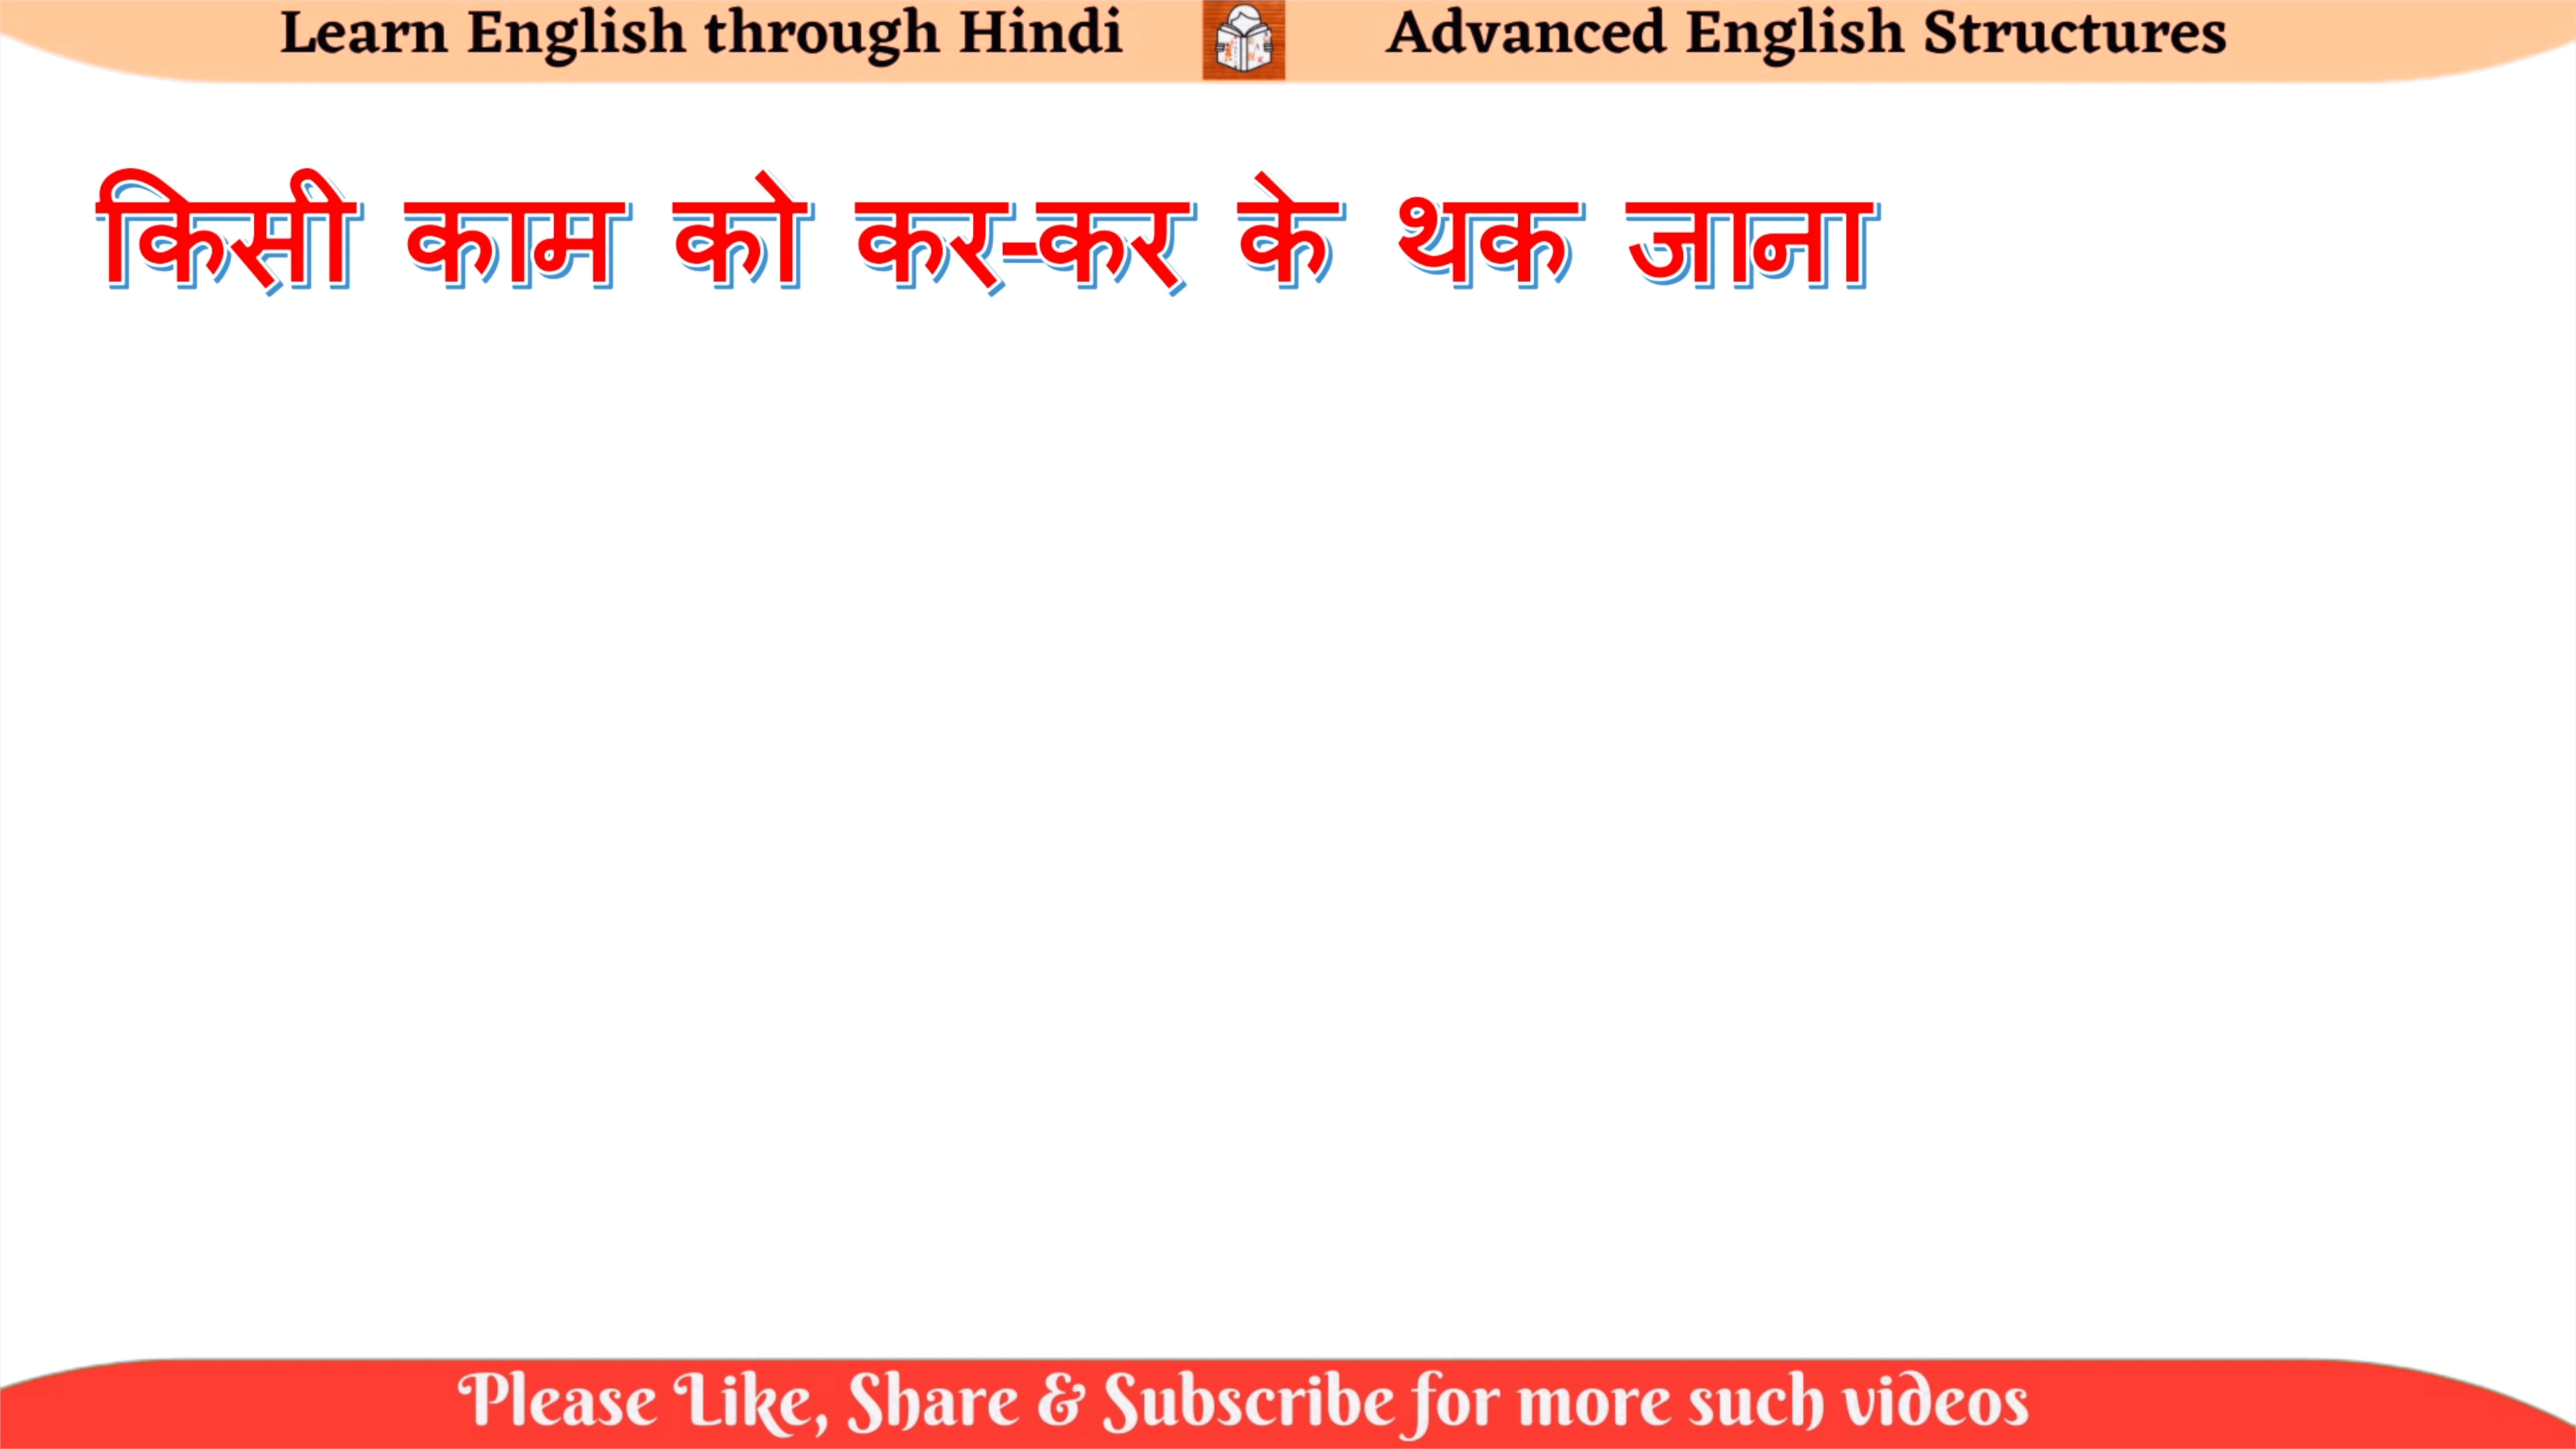 Learn English through Hindi Advanced English Structures
किसी काम को कर-कर के थक जाना
Please Like, Share & Subscribe for more such videos